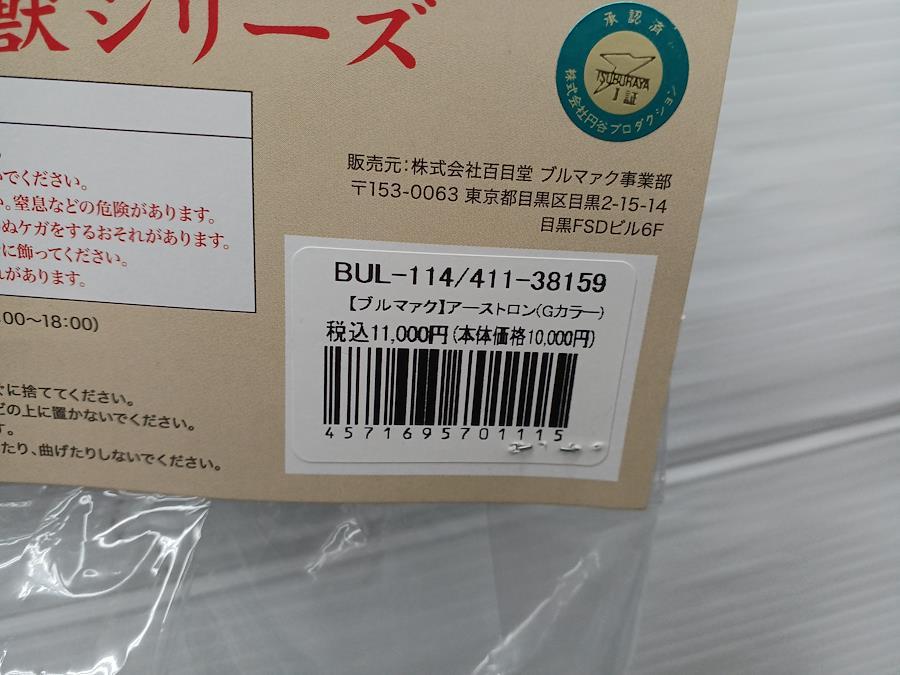 獣シリーズ
承認済
TSUBURAYA
証
株式会社円谷プロダクション
販売元:株式会社百目堂 ブルマァク事業部
〒153-0063 東京都目黒区目黒2-15-14
目黒FSDビル6F
でください。
い。窒息などの危険があります。
ぬケガをするおそれがあります。
に飾ってください。
れがあります。
:00〜18:00)
BUL-114/411-38159
【ブルマァク】アーストロン(Gカラー)
税込11,000円(本体価格10,000円)
4571695701115
ぐに捨ててください。
どの上に置かないでください。
す。
たり、曲げたりしないでください。